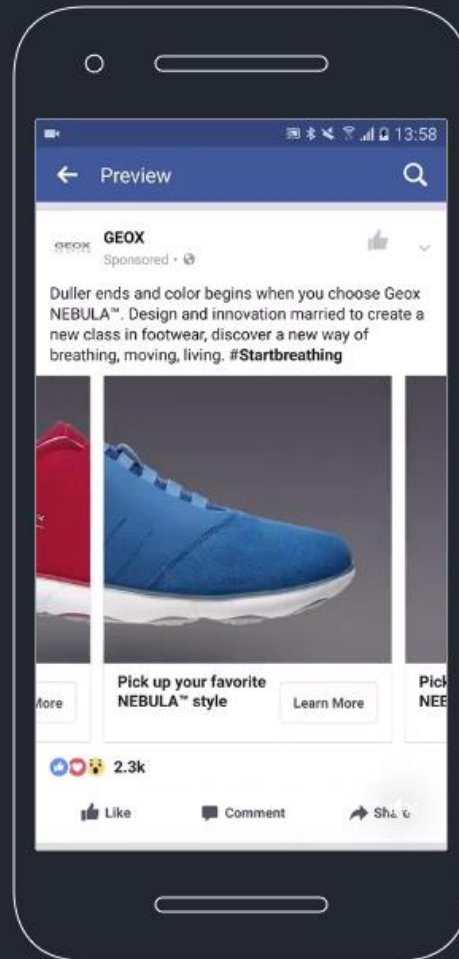 13:58
Preview
GEOX
GEOX
Sponsored
Duller ends and color begins when you choose Geox
NEBULA™. Design and innovation married to create a
new class in footwear, discover a new way of
breathing, moving, living. #Startbreathing
More
Pick up your favorite
NEBULA™ style
Learn More
2.3k
Like
Comment